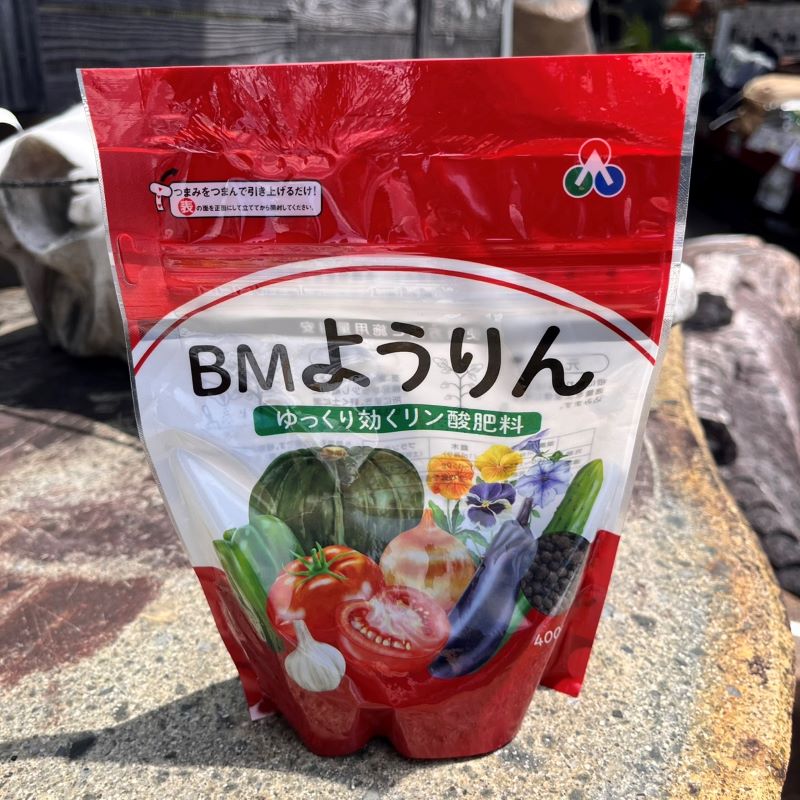 つまみをつまんで引き上げるだけ!
表の面を正面にして立ててから開封してください。
BMようりん
ゆっくり効くリン酸肥料
400